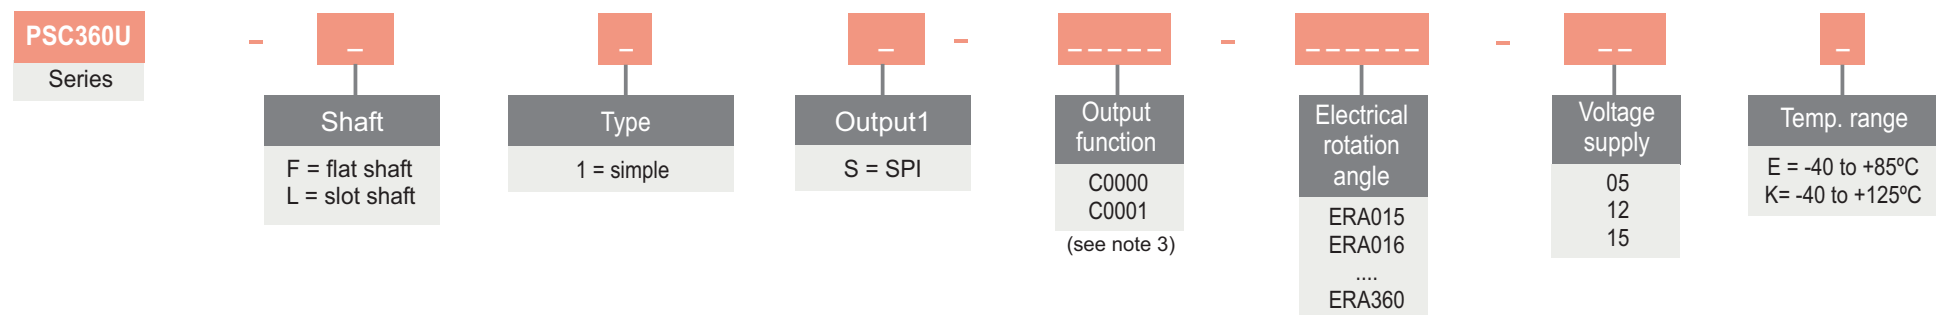 PSC360U - _ _ _ - _ _ _ _ _ - _ _ _ _ _ _ - _ _ _
Series
Shaft
F = flat shaft
L = slot shaft
Type
1 = simple
Output1
S = SPI
Output
function
C0000
C0001
(see note 3)
Electrical
rotation
angle
ERA015
ERA016
....
ERA360
Voltage
supply
05
12
15
Temp. range
E = -40 to +85ºC
K= -40 to +125ºC